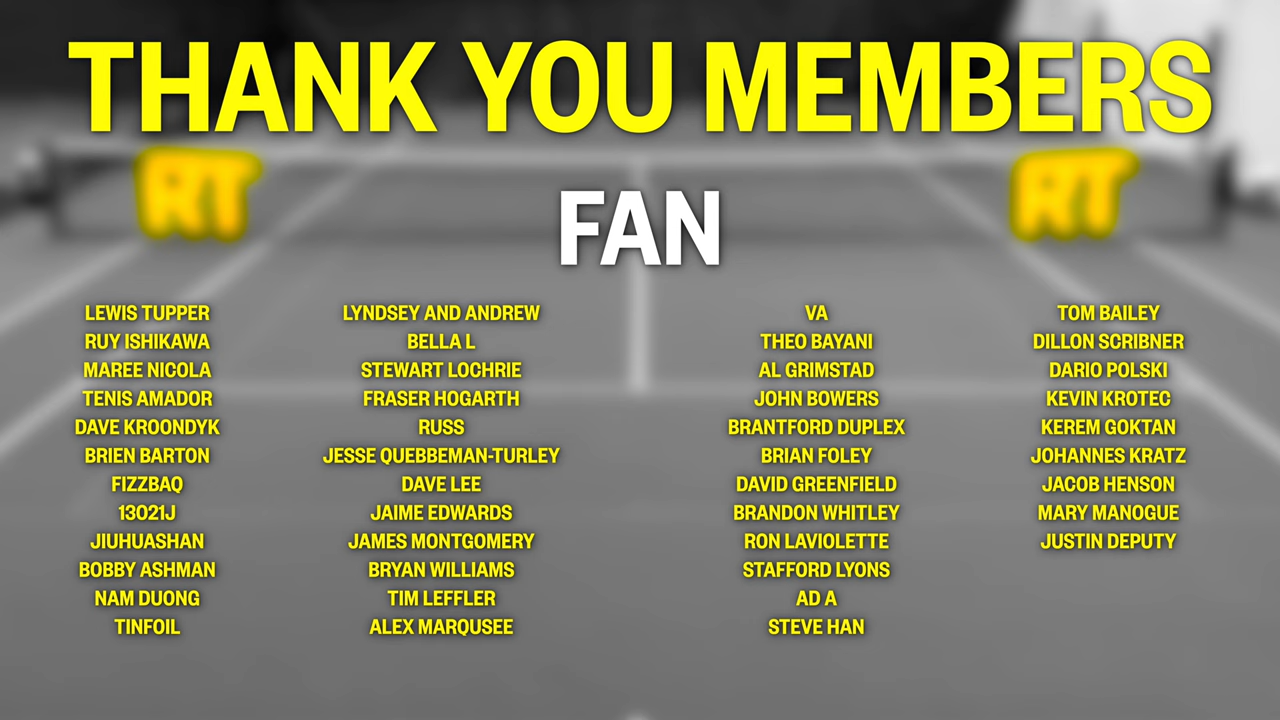 THANK YOU MEMBERS
RT
RT
FAN
LEWIS TUPPER
RUY ISHIKAWA
MAREE NICOLA
TENIS AMADOR
DAVE KROONDYK
BRIEN BARTON
FIZZBAQ
13021J
JIUHUASHAN
BOBBY ASHMAN
NAM DUONG
TINFOIL
LYNDSEY AND ANDREW
BELLA L
STEWART LOCHRIE
FRASER HOGARTH
RUSS
JESSE QUEBBEMAN-TURLEY
DAVE LEE
JAIME EDWARDS
JAMES MONTGOMERY
BRYAN WILLIAMS
TIM LEFFLER
ALEX MARQUSEE
VA
THEO BAYANI
AL GRIMSTAD
JOHN BOWERS
BRANTFORD DUPLEX
BRIAN FOLEY
DAVID GREENFIELD
BRANDON WHITLEY
RON LAVIOLETTE
STAFFORD LYONS
AD A
STEVE HAN
TOM BAILEY
DILLON SCRIBNER
DARIO POLSKI
KEVIN KROTEC
KEREM GOKTAN
JOHANNES KRATZ
JACOB HENSON
MARY MANOGUE
JUSTIN DEPUTY